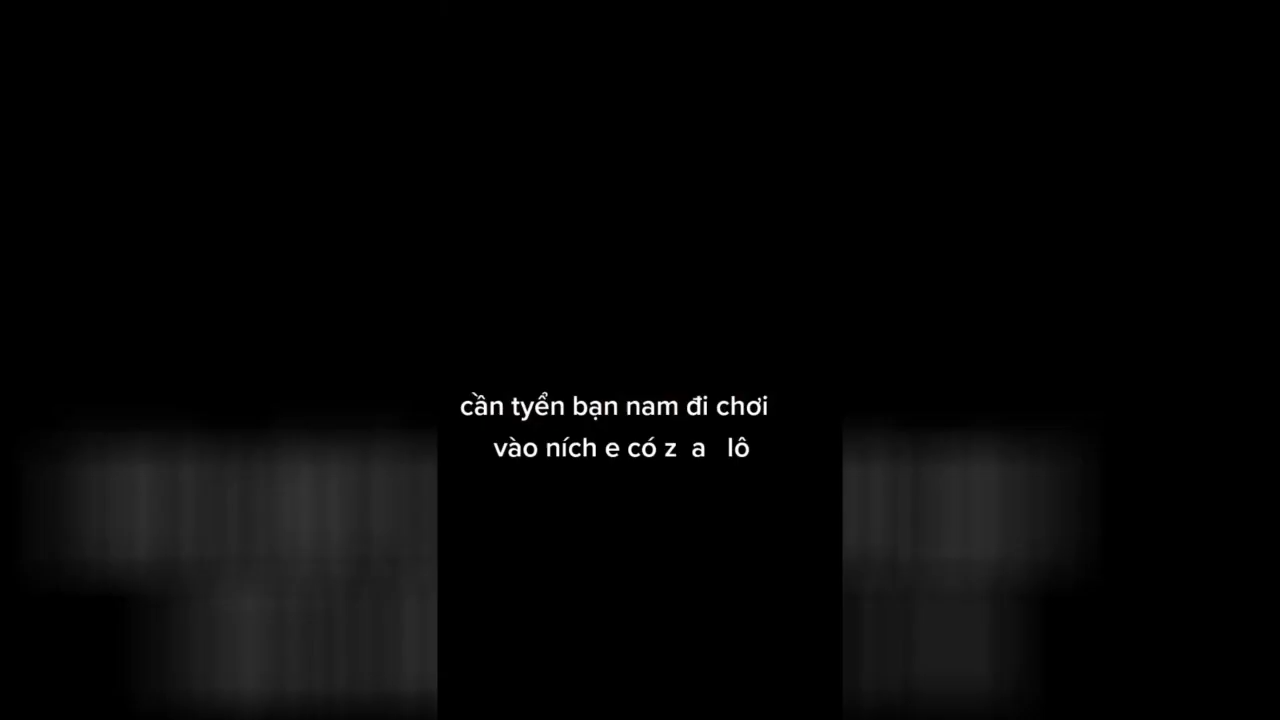 cần tyển bạn nam đi chơi
vào ních e có z a lô